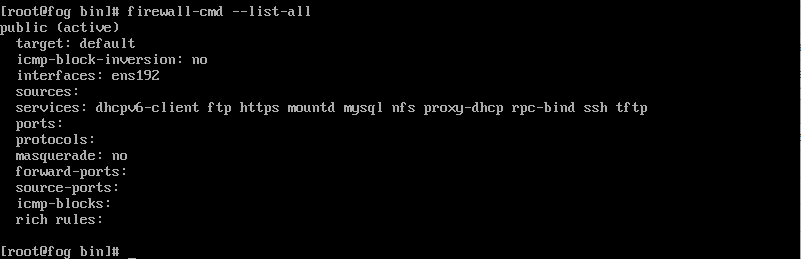 [root@fog bin]# firewall-cmd --list-all
public (active)
  target: default
  icmp-block-inversion: no
  interfaces: ens192
  sources:
  services: dhcpv6-client ftp https mountd mysql nfs proxy-dhcp rpc-bind ssh tftp
  ports:
  protocols:
  masquerade: no
  forward-ports:
  source-ports:
  icmp-blocks:
  rich rules:
[root@fog bin]# _